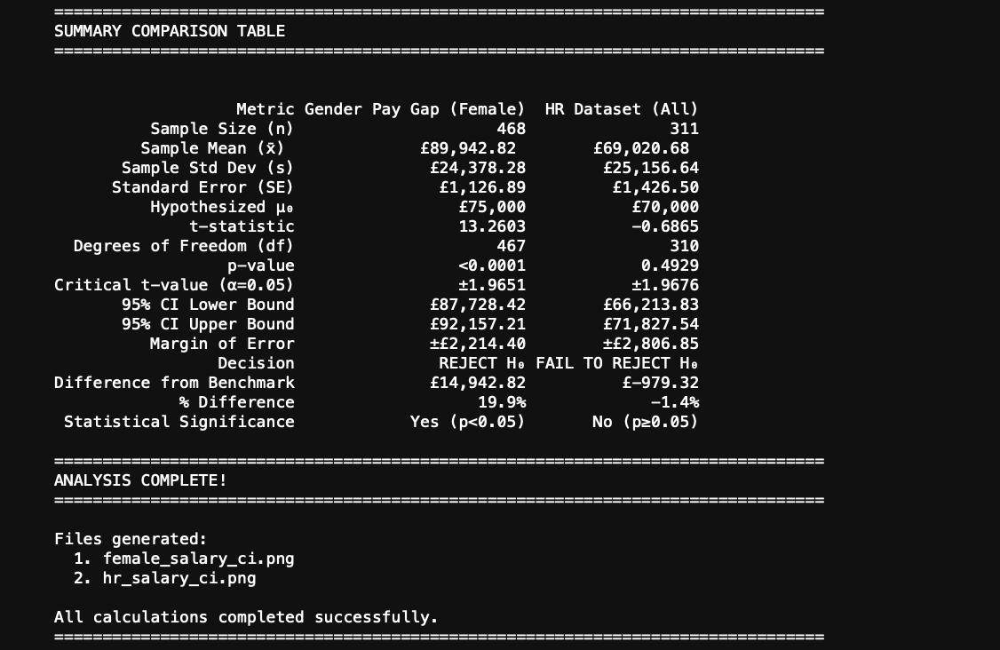 ================================================================================
SUMMARY COMPARISON TABLE
================================================================================
Metric Gender Pay Gap (Female) HR Dataset (All)
Sample Size (n) 468 311
Sample Mean (x̄) £89,942.82 £69,020.68
Sample Std Dev (s) £24,378.28 £25,156.64
Standard Error (SE) £1,126.89 £1,426.50
Hypothesized μ₀ £75,000 £70,000
t-statistic 13.2603 -0.6865
Degrees of Freedom (df) 467 310
p-value <0.0001 0.4929
Critical t-value (α=0.05) ±1.9651 ±1.9676
95% CI Lower Bound £87,728.42 £66,213.83
95% CI Upper Bound £92,157.21 £71,827.54
Margin of Error ±£2,214.40 ±£2,806.85
Decision REJECT H₀ FAIL TO REJECT H₀
Difference from Benchmark £14,942.82 £-979.32
% Difference 19.9% -1.4%
Statistical Significance Yes (p<0.05) No (p≥0.05)
================================================================================
ANALYSIS COMPLETE!
================================================================================
Files generated:
1. female_salary_ci.png
2. hr_salary_ci.png
All calculations completed successfully.
================================================================================